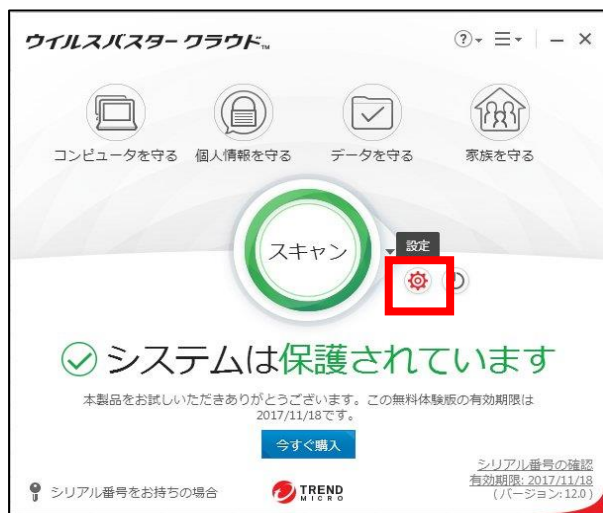 ウイルスバスター クラウド™
コンピュータを守る 個人情報を守る データを守る 家族を守る
スキャン
設定
システムは保護されています
本製品をお試しいただきありがとうございます。この無料体験版の有効期限は
2017/11/18です。
今すぐ購入
シリアル番号の確認
有効期限: 2017/11/18
(バージョン: 12.0)
シリアル番号をお持ちの場合
TREND
MICRO